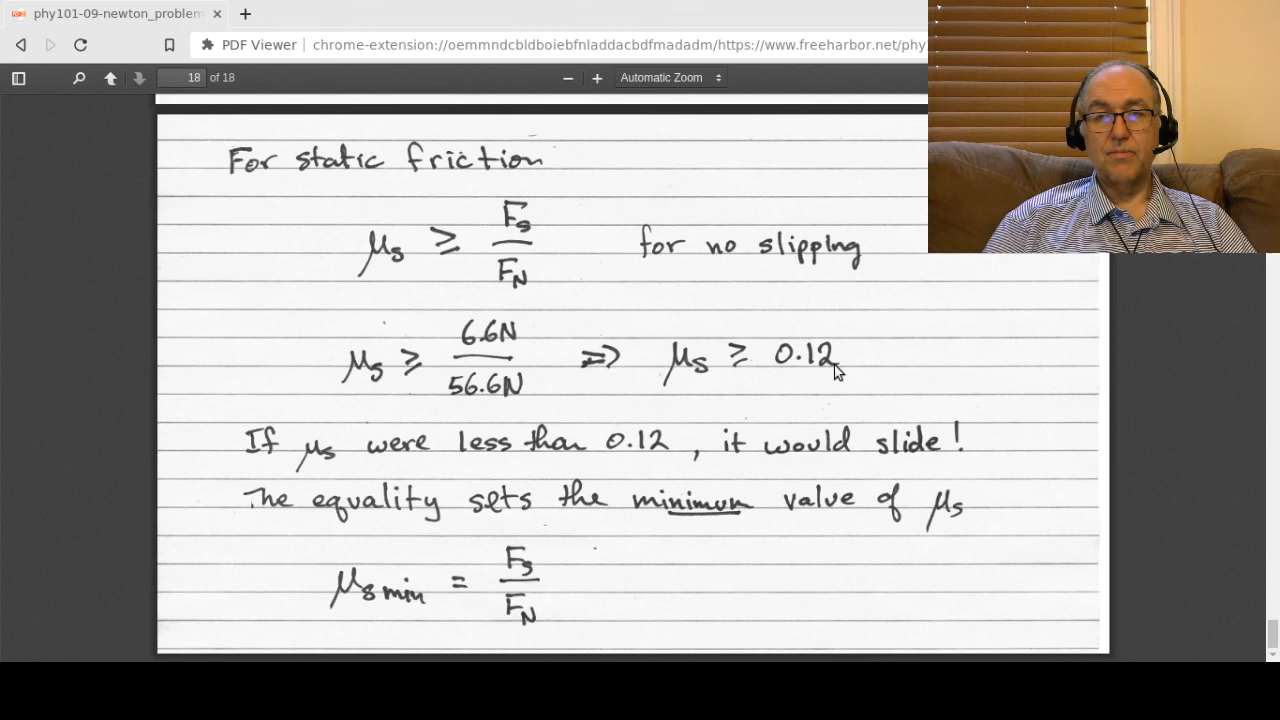 phy101-09-newton_problem
PDF Viewer
chrome-extension://oemmndcbldboiebfnladdacbdfmadadm/https://www.freeharbor.net/phy
18 of 18
Automatic Zoom
For static friction
μs ≥ Fs/FN for no slipping
μs ≥ 6.6N/56.6N ⇒ μs ≥ 0.12
If μs were less than 0.12, it would slide!
The equality sets the minimum value of μs
μs min = Fs/FN